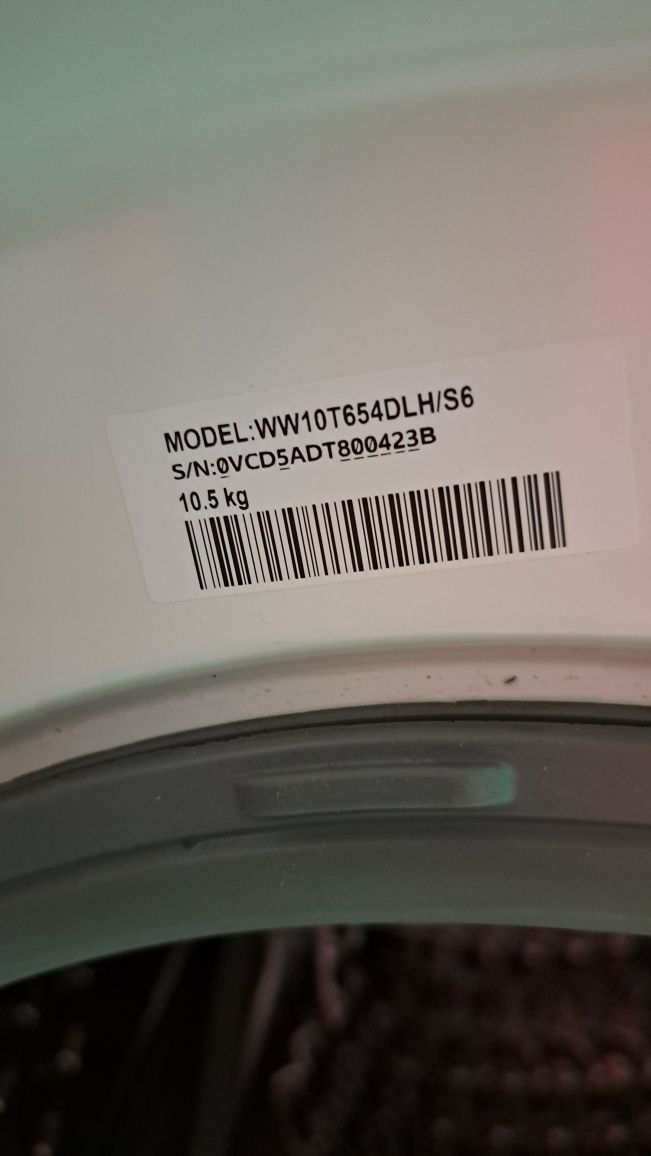 MODEL:WW10T654DLH/S6
S/N:0VCD5ADT800423B
10.5 kg